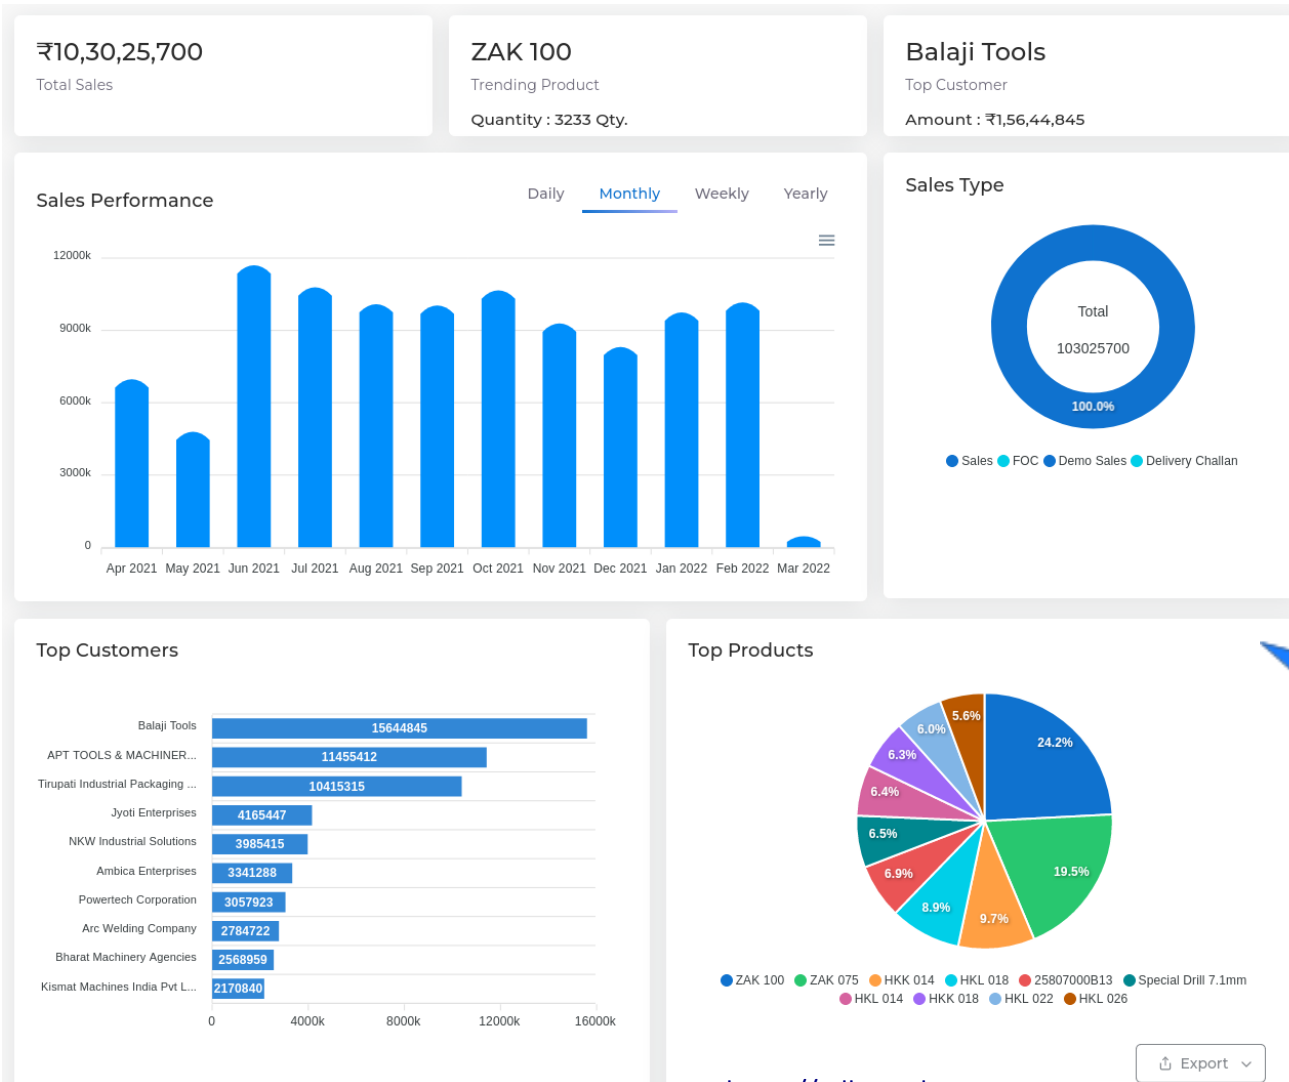 ₹10,30,25,700
Total Sales
ZAK 100
Trending Product
Quantity : 3233 Qty.
Balaji Tools
Top Customer
Amount : ₹1,56,44,845
Sales Performance
Daily Monthly Weekly Yearly
12000k
9000k
6000k
3000k
0
Apr 2021 May 2021 Jun 2021 Jul 2021 Aug 2021 Sep 2021 Oct 2021 Nov 2021 Dec 2021 Jan 2022 Feb 2022 Mar 2022
Sales Type
Total
103025700
100.0%
Sales FOC Demo Sales Delivery Challan
Top Customers
Balaji Tools 15644845
APT TOOLS & MACHINER... 11455412
Tirupati Industrial Packaging ... 10415315
Jyoti Enterprises 4165447
NKW Industrial Solutions 3985415
Ambica Enterprises 3341288
Powertech Corporation 3057923
Arc Welding Company 2784722
Bharat Machinery Agencies 2568959
Kismat Machines India Pvt L... 2170840
0 4000k 8000k 12000k 16000k
Top Products
24.2%
19.5%
9.7%
8.9%
6.9%
6.5%
6.4%
6.3%
6.0%
5.6%
ZAK 100 ZAK 075 HKK 014 HKL 018 25807000B13 Special Drill 7.1mm
HKL 014 HKK 018 HKL 022 HKL 026
Export